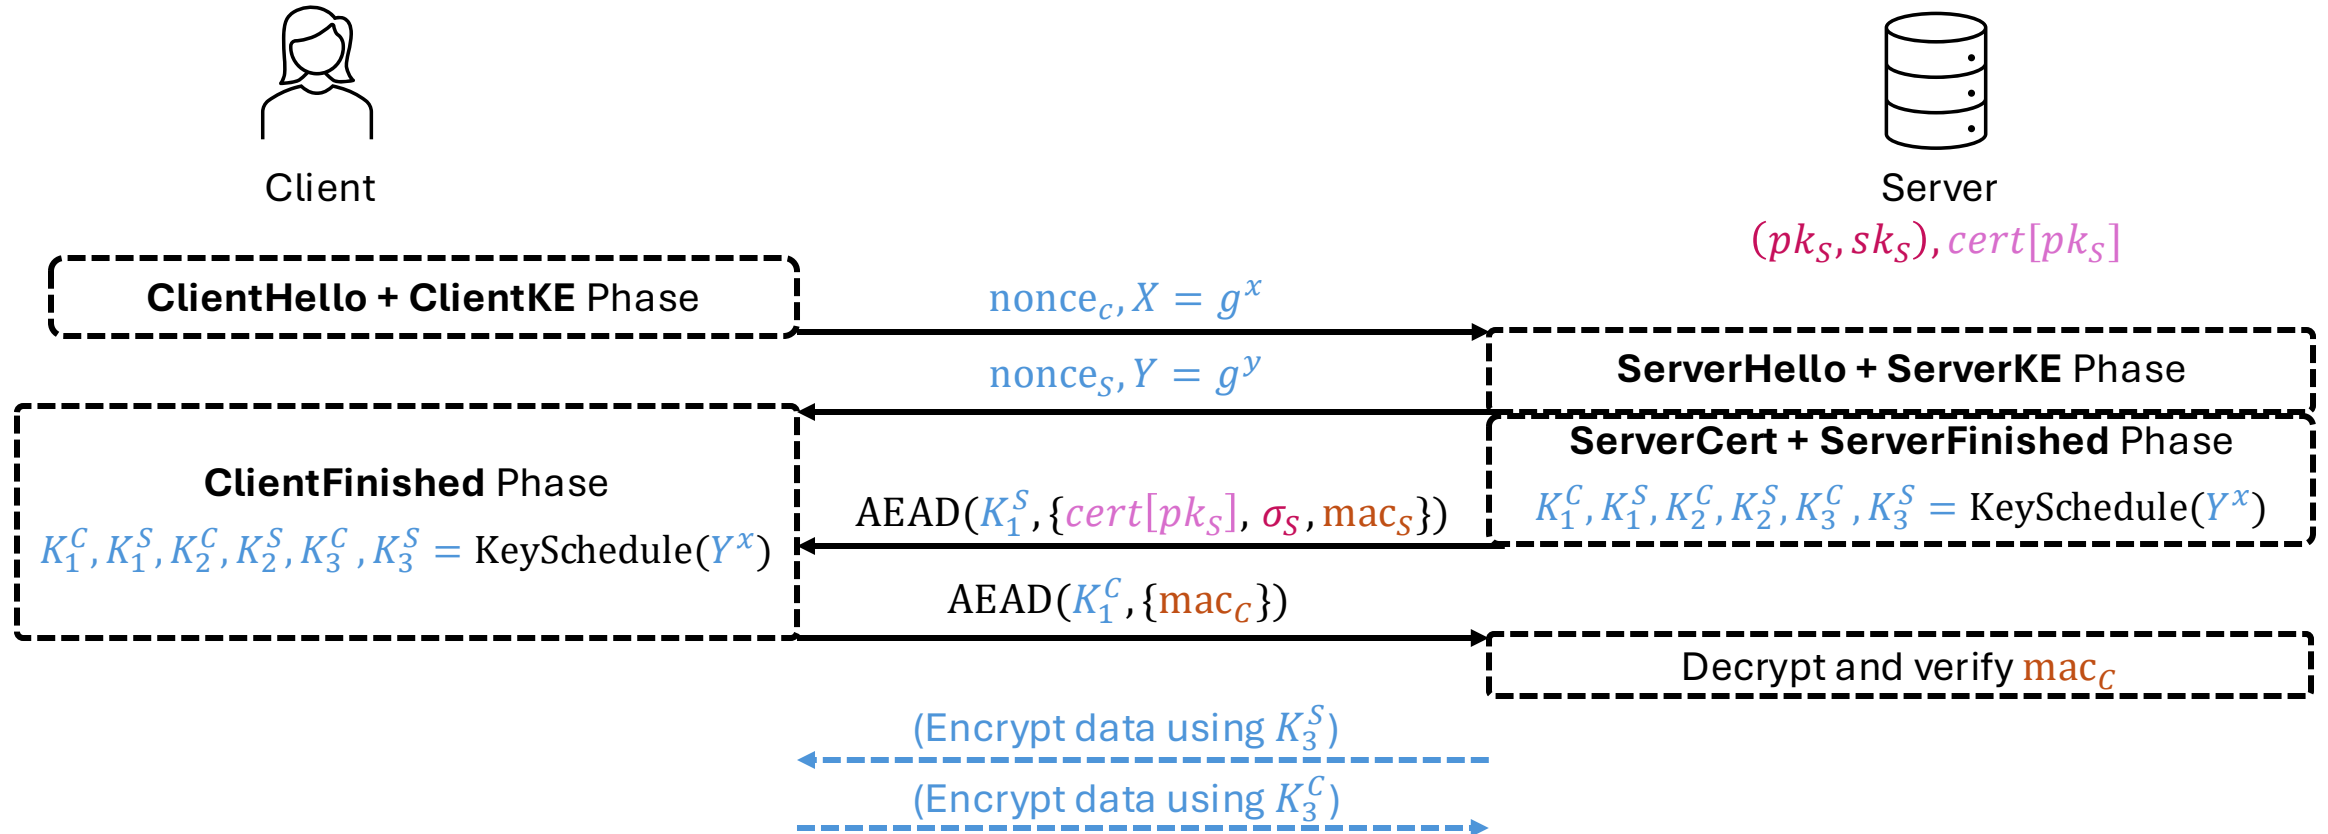 Client
Server
(pk_S, sk_S), cert[pk_S]
ClientHello + ClientKE Phase
nonce_c, X = g^x
ServerHello + ServerKE Phase
nonce_S, Y = g^y
ServerCert + ServerFinished Phase
K_1^C, K_1^S, K_2^C, K_2^S, K_3^C, K_3^S = KeySchedule(Y^x)
ClientFinished Phase
K_1^C, K_1^S, K_2^C, K_2^S, K_3^C, K_3^S = KeySchedule(Y^x)
AEAD(K_1^S, {cert[pk_S], σ_S, mac_S})
AEAD(K_1^C, {mac_C})
Decrypt and verify mac_C
(Encrypt data using K_3^S)
(Encrypt data using K_3^C)